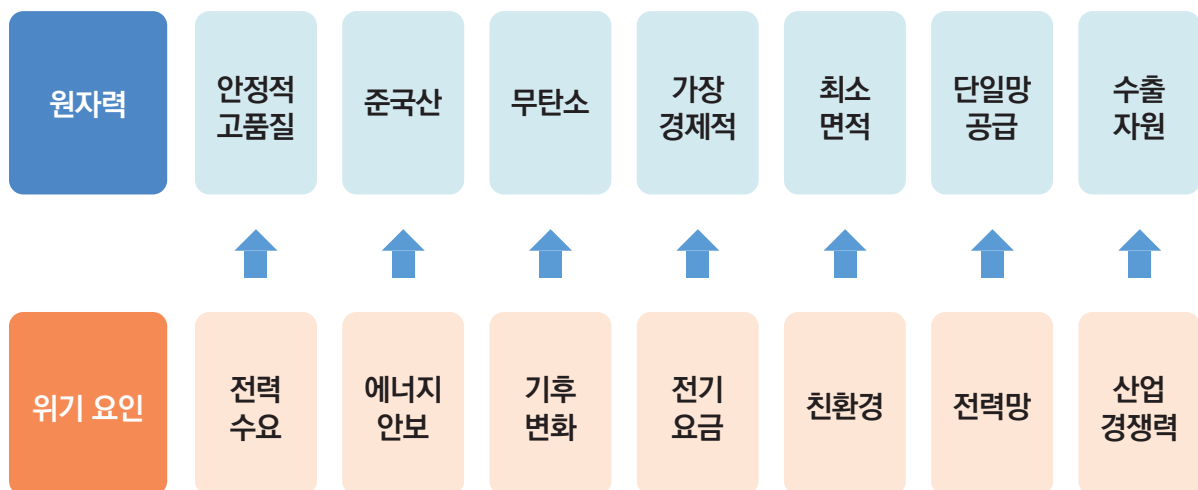 원자력
안정적
고품질
준국산
무탄소
가장
경제적
최소
면적
단일망
공급
수출
자원
위기 요인
전력
수요
에너지
안보
기후
변화
전기
요금
친환경
전력망
산업
경쟁력